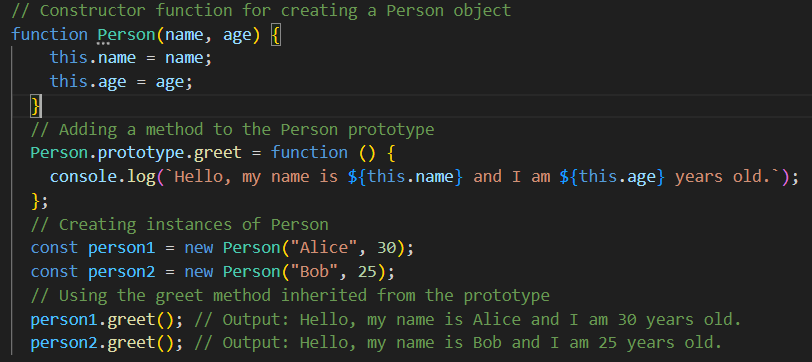 // Constructor function for creating a Person object
function Person(name, age) {
    this.name = name;
    this.age = age;
  }
  // Adding a method to the Person prototype
  Person.prototype.greet = function () {
    console.log(`Hello, my name is ${this.name} and I am ${this.age} years old.`);
  };
  // Creating instances of Person
  const person1 = new Person("Alice", 30);
  const person2 = new Person("Bob", 25);
  // Using the greet method inherited from the prototype
  person1.greet(); // Output: Hello, my name is Alice and I am 30 years old.
  person2.greet(); // Output: Hello, my name is Bob and I am 25 years old.